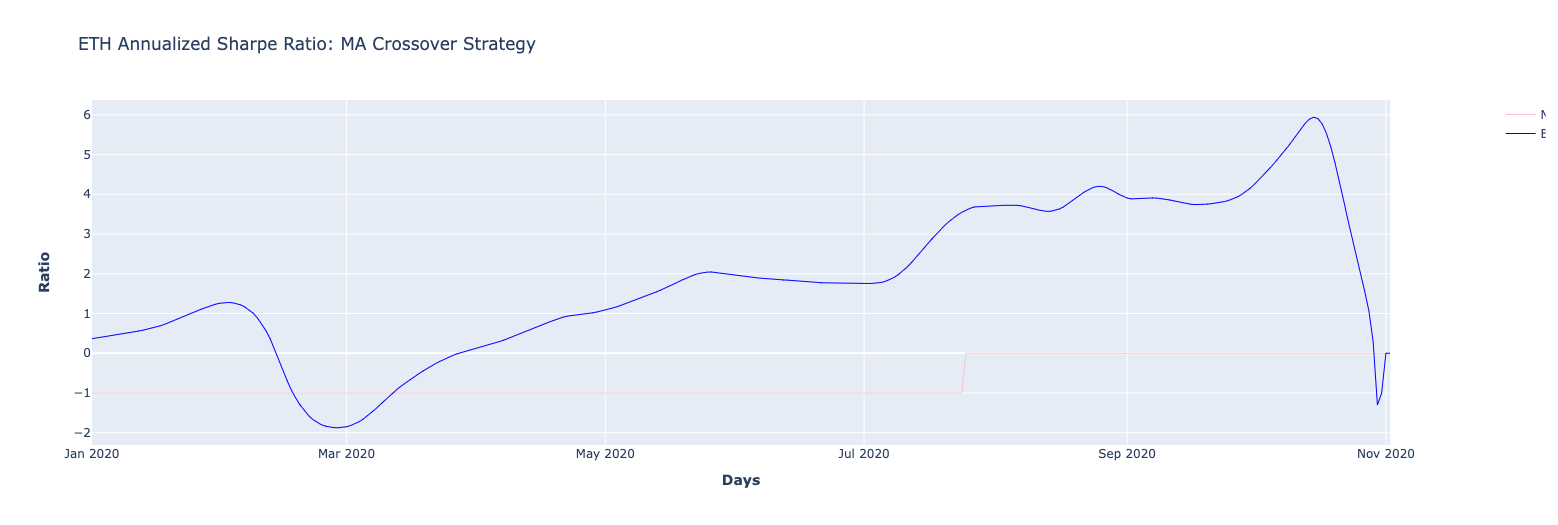 ETH Annualized Sharpe Ratio: MA Crossover Strategy
6
5
4
3
2
1
0
−1
−2
Ratio
Jan 2020 Mar 2020 May 2020 Jul 2020 Sep 2020 Nov 2020
Days